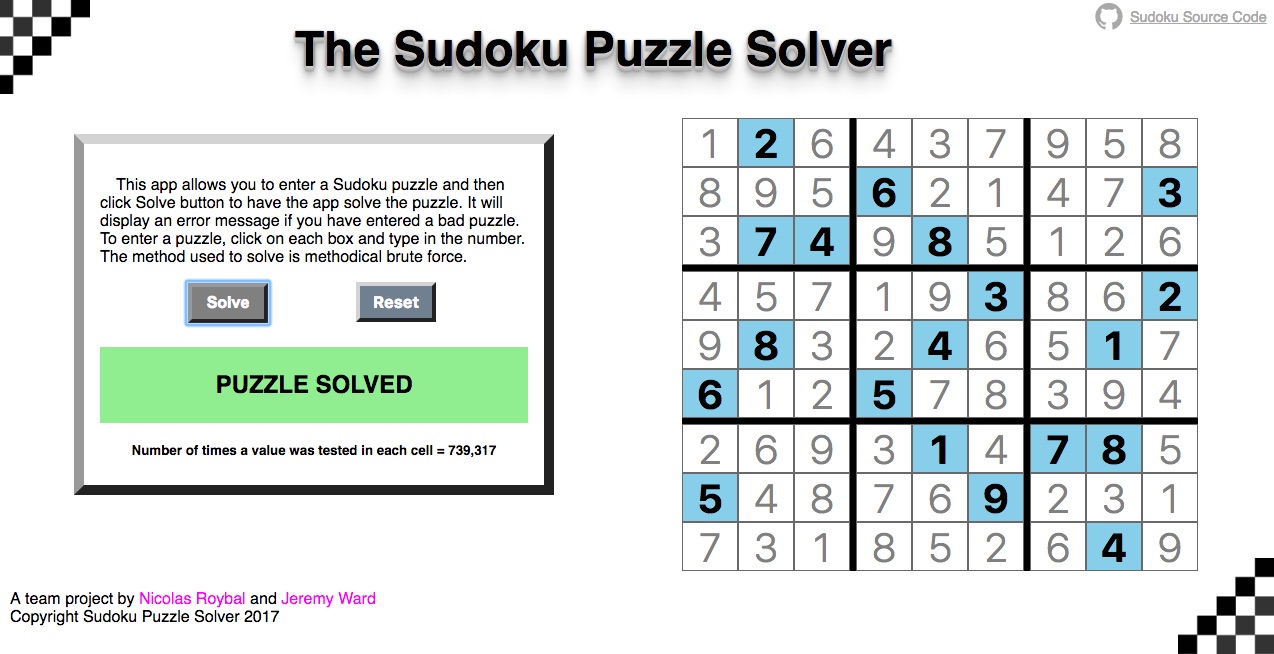 Sudoku Source Code
The Sudoku Puzzle Solver
This app allows you to enter a Sudoku puzzle and then
click Solve button to have the app solve the puzzle. It will
display an error message if you have entered a bad puzzle.
To enter a puzzle, click on each box and type in the number.
The method used to solve is methodical brute force.
Solve Reset
PUZZLE SOLVED
Number of times a value was tested in each cell = 739,317
1 2 6 4 3 7 9 5 8
8 9 5 6 2 1 4 7 3
3 7 4 9 8 5 1 2 6
4 5 7 1 9 3 8 6 2
9 8 3 2 4 6 5 1 7
6 1 2 5 7 8 3 9 4
2 6 9 3 1 4 7 8 5
5 4 8 7 6 9 2 3 1
7 3 1 8 5 2 6 4 9
A team project by Nicolas Roybal and Jeremy Ward
Copyright Sudoku Puzzle Solver 2017